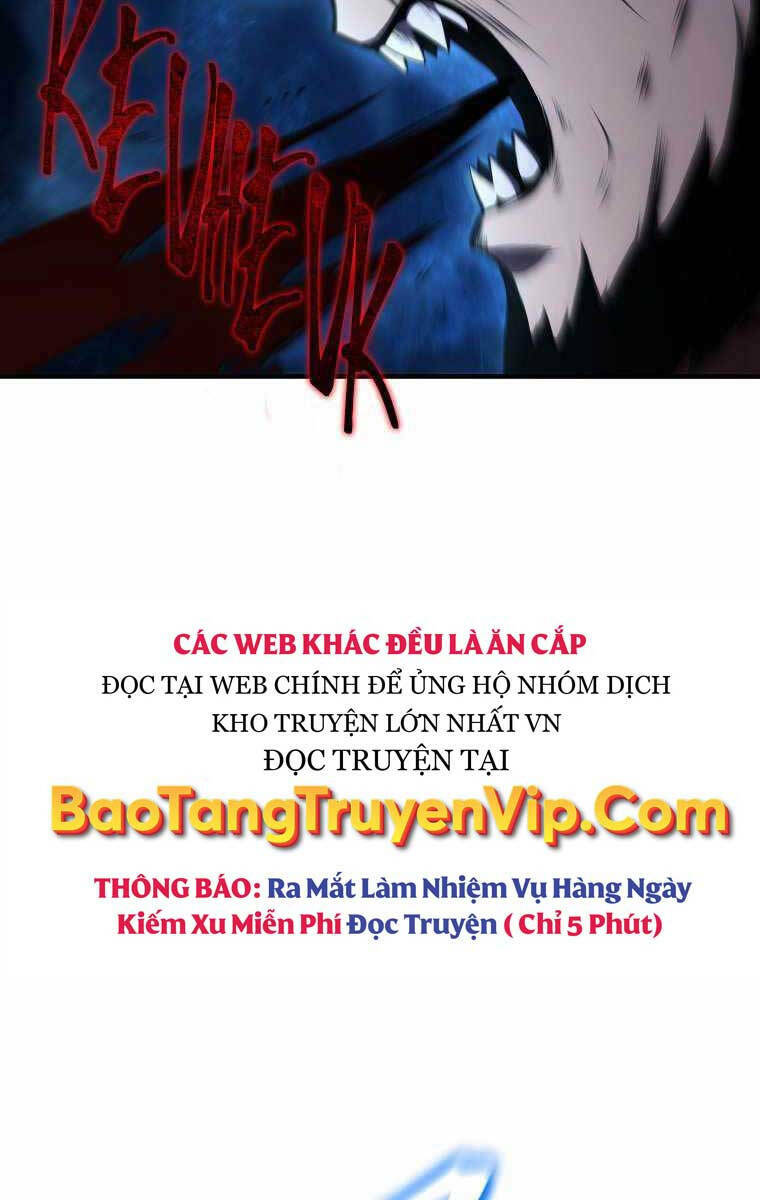 KEUHEUK
CÁC WEB KHÁC ĐỀU LÀ ĂN CẮP
ĐỌC TẠI WEB CHÍNH ĐỂ ỦNG HỘ NHÓM DỊCH
KHO TRUYỆN LỚN NHẤT VN
ĐỌC TRUYỆN TẠI
BaoTangTruyenVip.Com
THÔNG BÁO: Ra Mắt Làm Nhiệm Vụ Hàng Ngày
Kiếm Xu Miễn Phí Đọc Truyện ( Chỉ 5 Phút)